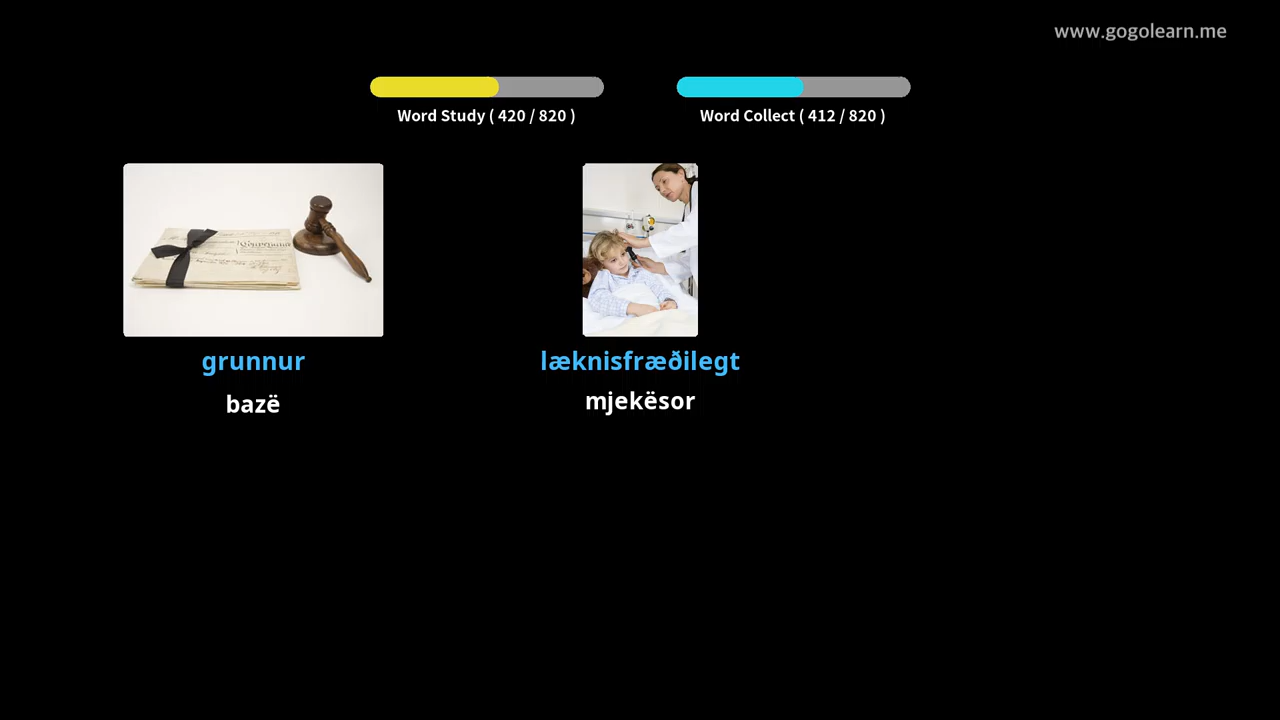 www.gogolearn.me
Word Study ( 420 / 820 )
Word Collect ( 412 / 820 )
grunnur
bazë
læknisfræðilegt
mjekësor